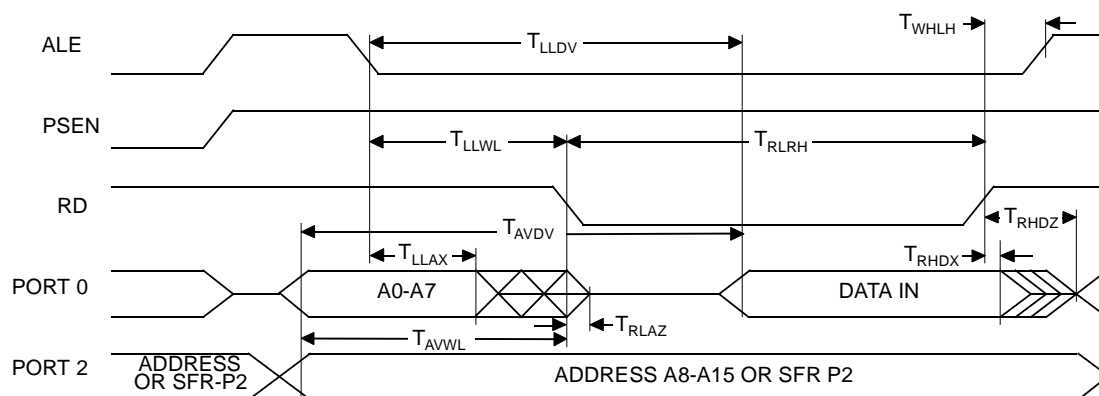 ALE
T_LLDV
T_WHLH
PSEN
T_LLWL
T_RLRH
RD
T_AVDV
T_RHDZ
T_LLAX
T_RHDX
PORT 0
A0-A7
DATA IN
T_RLAZ
T_AVWL
PORT 2
ADDRESS
OR SFR-P2
ADDRESS A8-A15 OR SFR P2